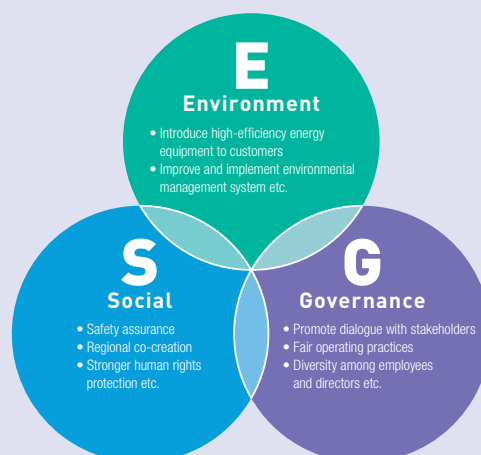 E
Environment
• Introduce high-efficiency energy
equipment to customers
• Improve and implement environmental
management system etc.
S
Social
• Safety assurance
• Regional co-creation
• Stronger human rights
protection etc.
G
Governance
• Promote dialogue with stakeholders
• Fair operating practices
• Diversity among employees
and directors etc.